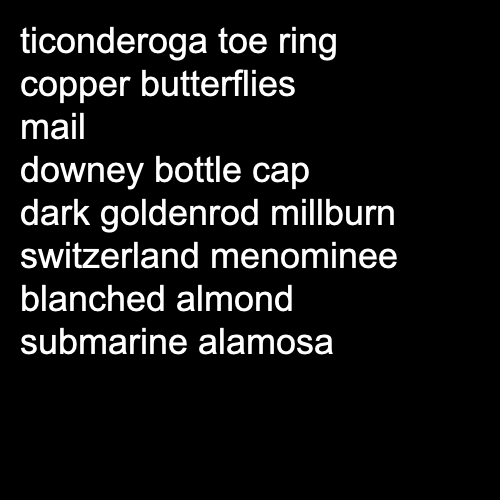 ticonderoga toe ring
copper butterflies
mail
downey bottle cap
dark goldenrod millburn
switzerland menominee
blanched almond
submarine alamosa